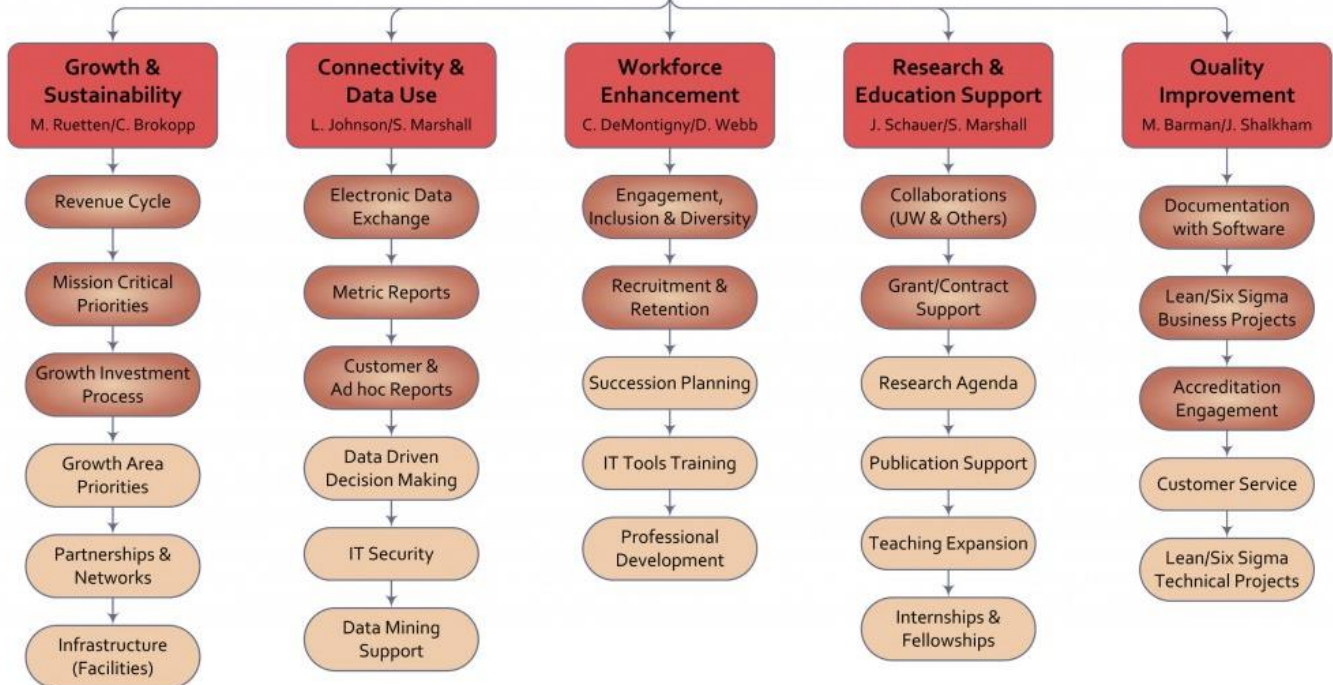 Growth &
Sustainability
M. Ruetten/C. Brokopp
Revenue Cycle
Mission Critical
Priorities
Growth Investment
Process
Growth Area
Priorities
Partnerships &
Networks
Infrastructure
(Facilities)
Connectivity &
Data Use
L. Johnson/S. Marshall
Electronic Data
Exchange
Metric Reports
Customer &
Ad hoc Reports
Data Driven
Decision Making
IT Security
Data Mining
Support
Workforce
Enhancement
C. DeMontigny/D. Webb
Engagement,
Inclusion & Diversity
Recruitment &
Retention
Succession Planning
IT Tools Training
Professional
Development
Research &
Education Support
J. Schauer/S. Marshall
Collaborations
(UW & Others)
Grant/Contract
Support
Research Agenda
Publication Support
Teaching Expansion
Internships &
Fellowships
Quality
Improvement
M. Barman/J. Shalkham
Documentation
with Software
Lean/Six Sigma
Business Projects
Accreditation
Engagement
Customer Service
Lean/Six Sigma
Technical Projects